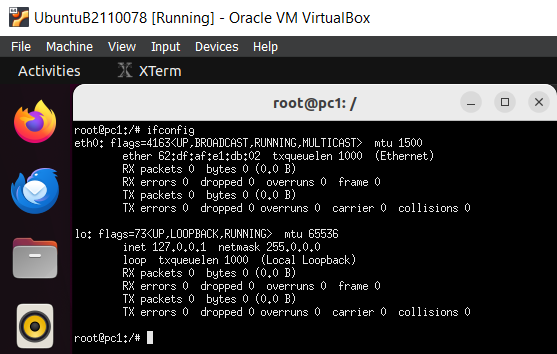 UbuntuB2110078 [Running] - Oracle VM VirtualBox
File Machine View Input Devices Help
Activities XTerm
root@pc1: /
root@pc1:/# ifconfig
eth0: flags=4163<UP,BROADCAST,RUNNING,MULTICAST>  mtu 1500
        ether 62:df:af:e1:db:02  txqueuelen 1000  (Ethernet)
        RX packets 0  bytes 0 (0.0 B)
        RX errors 0  dropped 0  overruns 0  frame 0
        TX packets 0  bytes 0 (0.0 B)
        TX errors 0  dropped 0 overruns 0  carrier 0  collisions 0
lo: flags=73<UP,LOOPBACK,RUNNING>  mtu 65536
        inet 127.0.0.1  netmask 255.0.0.0
        loop  txqueuelen 1000  (Local Loopback)
        RX packets 0  bytes 0 (0.0 B)
        RX errors 0  dropped 0  overruns 0  frame 0
        TX packets 0  bytes 0 (0.0 B)
        TX errors 0  dropped 0 overruns 0  carrier 0  collisions 0
root@pc1:/#